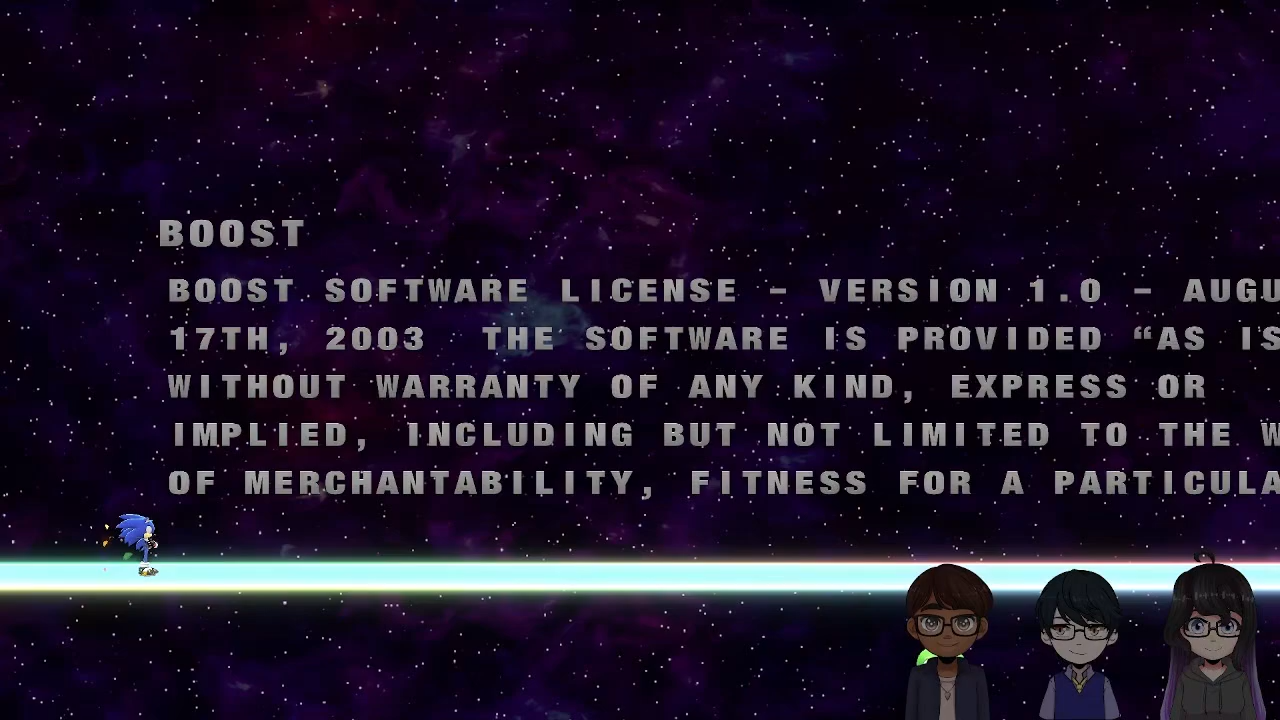 BOOST
BOOST SOFTWARE LICENSE - VERSION 1.0 - AUGU
17TH, 2003 THE SOFTWARE IS PROVIDED “AS IS
WITHOUT WARRANTY OF ANY KIND, EXPRESS OR
IMPLIED, INCLUDING BUT NOT LIMITED TO THE W
OF MERCHANTABILITY, FITNESS FOR A PARTICULA